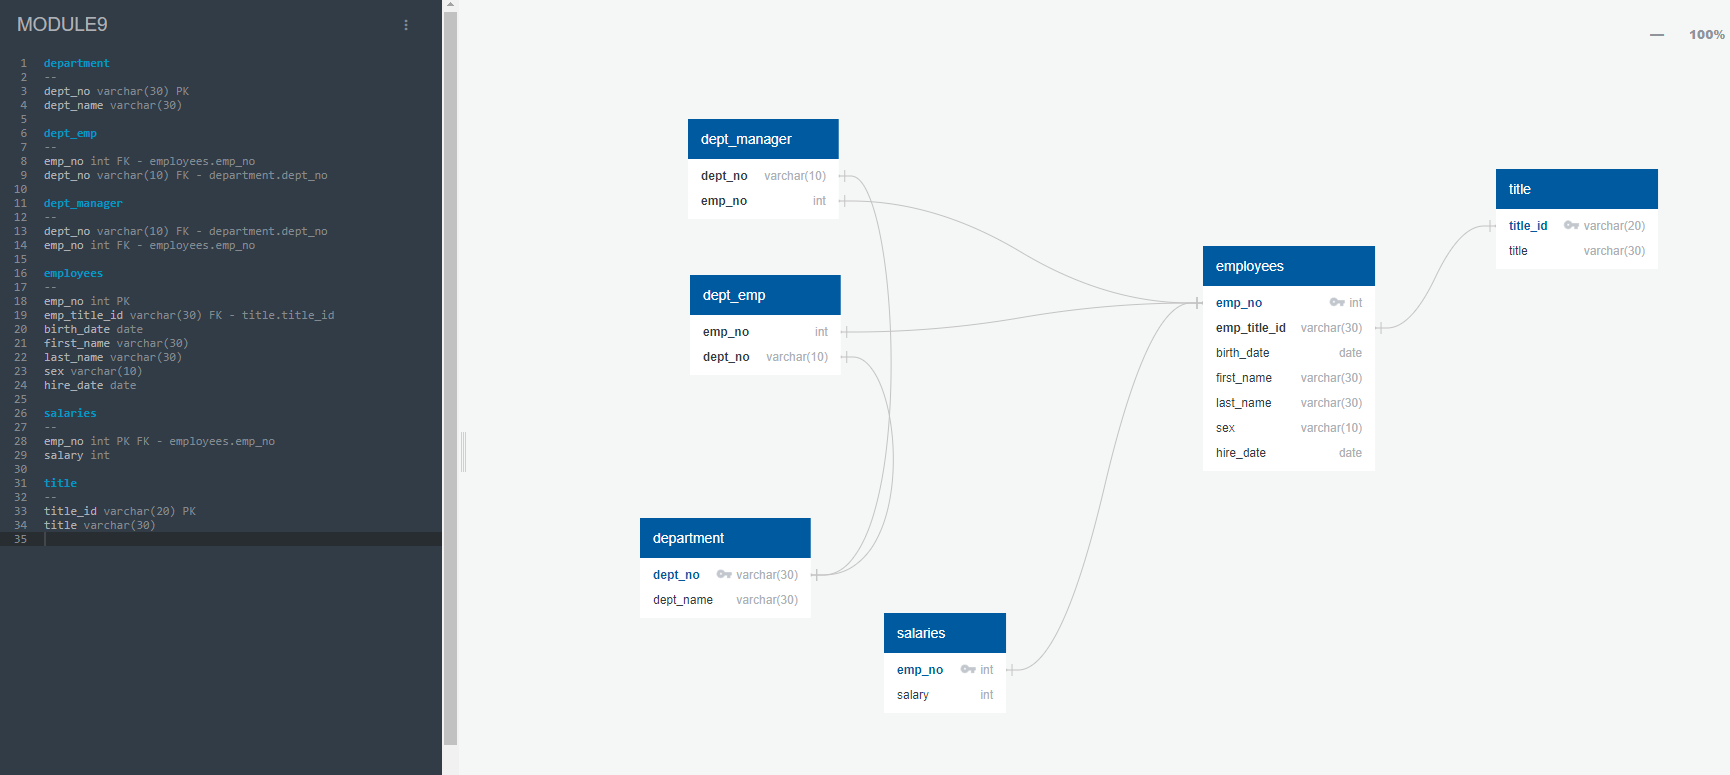 MODULE9
1 department
2 --
3 dept_no varchar(30) PK
4 dept_name varchar(30)
5
6 dept_emp
7 --
8 emp_no int FK - employees.emp_no
9 dept_no varchar(10) FK - department.dept_no
10
11 dept_manager
12 --
13 dept_no varchar(10) FK - department.dept_no
14 emp_no int FK - employees.emp_no
15
16 employees
17 --
18 emp_no int PK
19 emp_title_id varchar(30) FK - title.title_id
20 birth_date date
21 first_name varchar(30)
22 last_name varchar(30)
23 sex varchar(10)
24 hire_date date
25
26 salaries
27 --
28 emp_no int PK FK - employees.emp_no
29 salary int
30
31 title
32 --
33 title_id varchar(20) PK
34 title varchar(30)
35
100%
dept_manager
dept_no varchar(10)
emp_no int
dept_emp
emp_no int
dept_no varchar(10)
department
dept_no varchar(30)
dept_name varchar(30)
salaries
emp_no int
salary int
employees
emp_no int
emp_title_id varchar(30)
birth_date date
first_name varchar(30)
last_name varchar(30)
sex varchar(10)
hire_date date
title
title_id varchar(20)
title varchar(30)